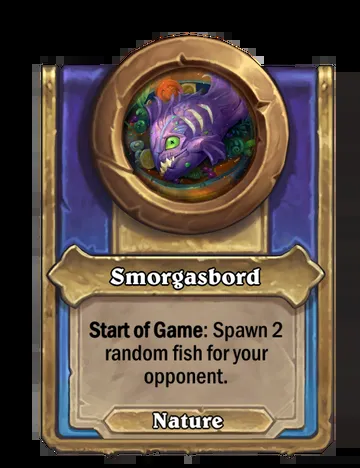 Smorgasbord
Start of Game: Spawn 2
random fish for your
opponent.
Nature